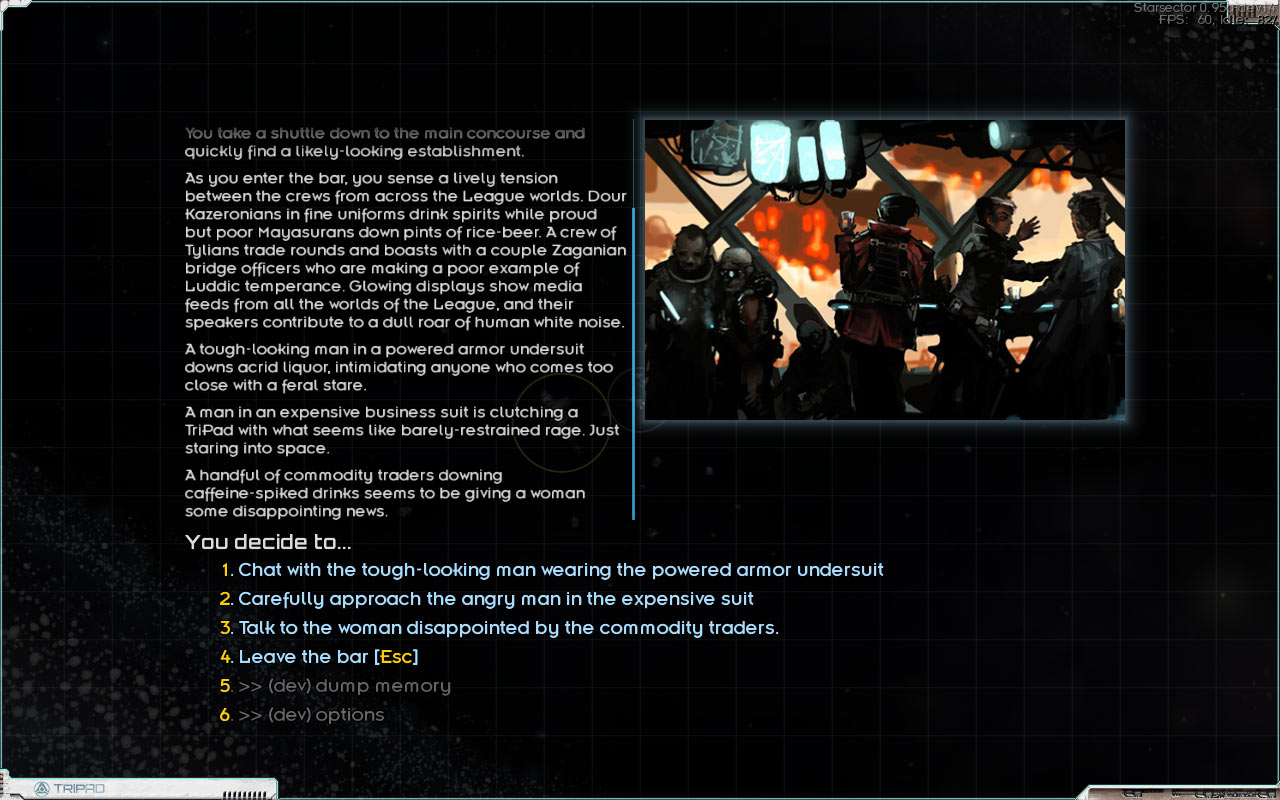 Starsector 0.95
FPS: 60, Idle:
You take a shuttle down to the main concourse and
quickly find a likely-looking establishment.
As you enter the bar, you sense a lively tension
between the crews from across the League worlds. Dour
Kazeronians in fine uniforms drink spirits while proud
but poor Mayasurans down pints of rice-beer. A crew of
Tylians trade rounds and boasts with a couple Zaganian
bridge officers who are making a poor example of
Luddic temperance. Glowing displays show media
feeds from all the worlds of the League, and their
speakers contribute to a dull roar of human white noise.
A tough-looking man in a powered armor undersuit
downs acrid liquor, intimidating anyone who comes too
close with a feral stare.
A man in an expensive business suit is clutching a
TriPad with what seems like barely-restrained rage. Just
staring into space.
A handful of commodity traders downing
caffeine-spiked drinks seems to be giving a woman
some disappointing news.
You decide to...
1. Chat with the tough-looking man wearing the powered armor undersuit
2. Carefully approach the angry man in the expensive suit
3. Talk to the woman disappointed by the commodity traders.
4. Leave the bar [Esc]
5. >> (dev) dump memory
6. >> (dev) options
TRIPAD